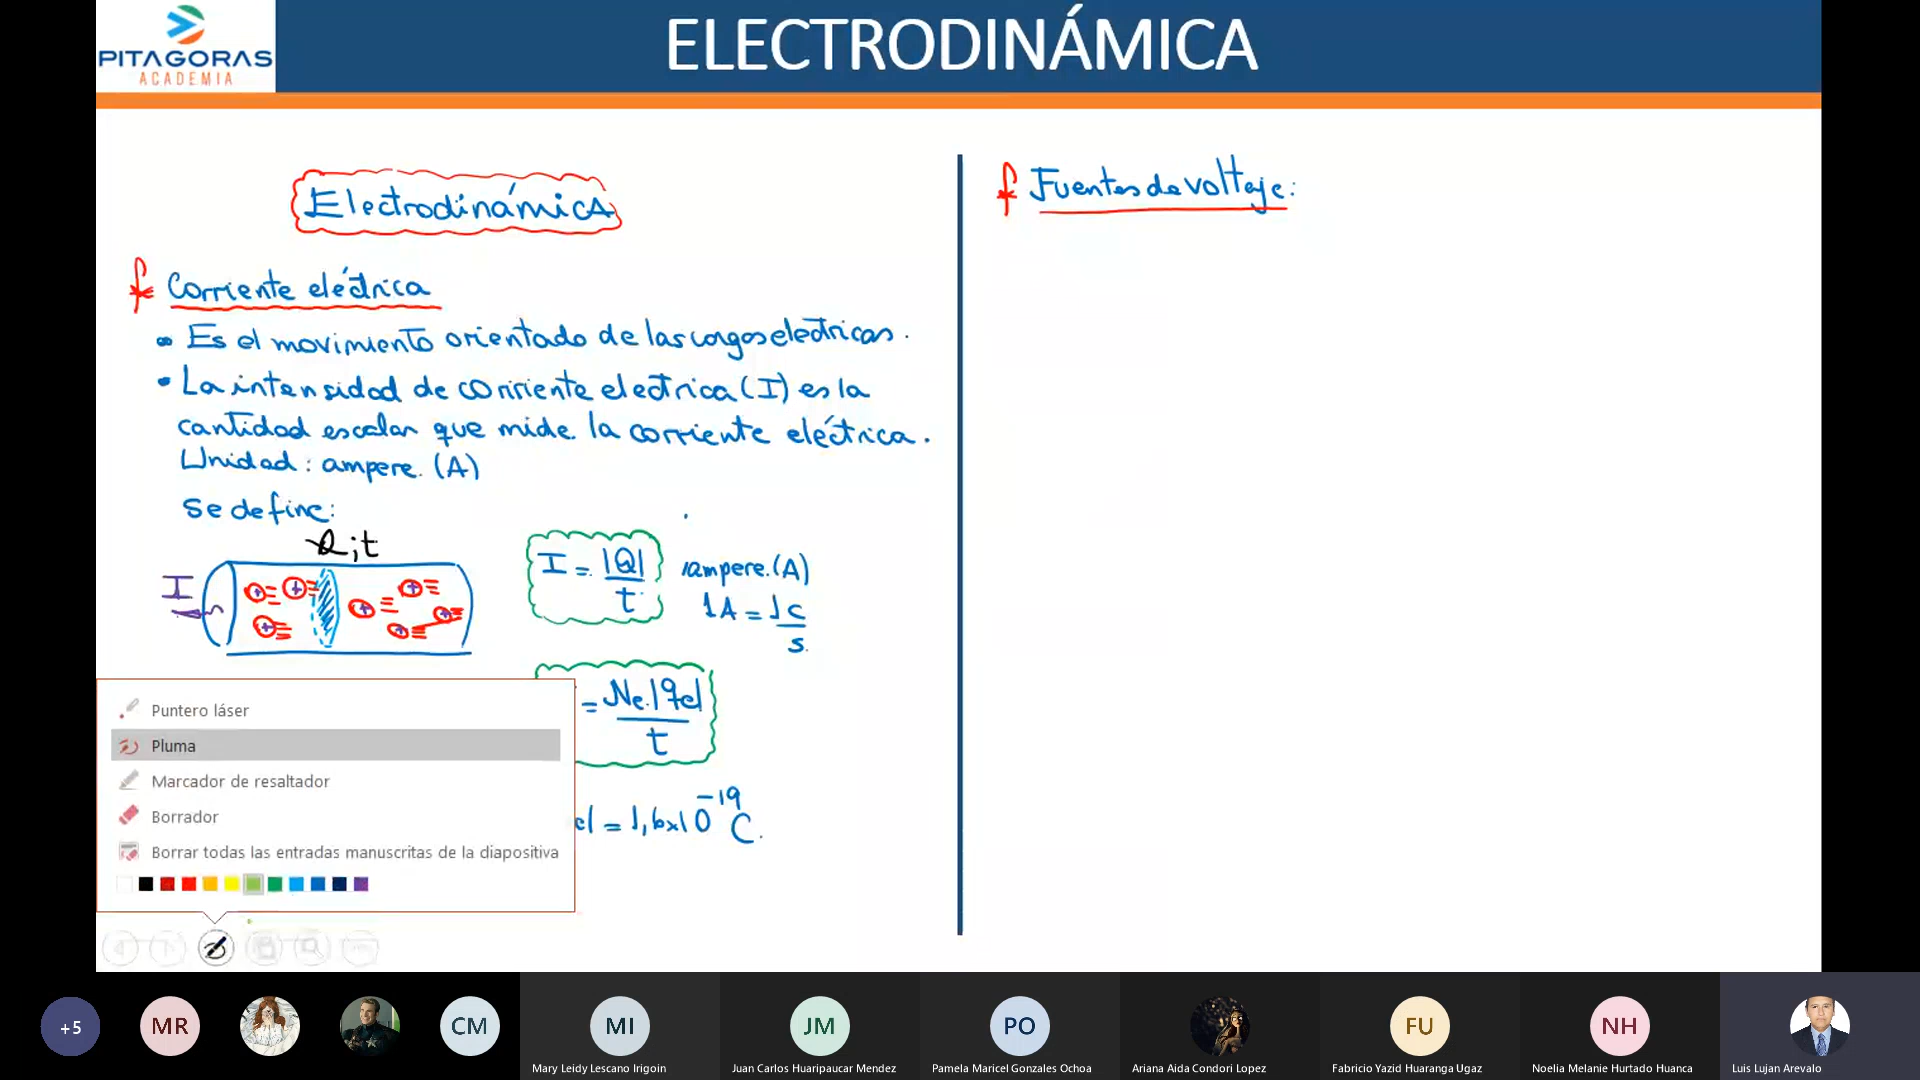 PITAGORAS
ACADEMIA
ELECTRODINÁMICA
ElectrodinámicA
Corriente eléctrica
Es el movimiento orientado de las cargas electricas.
La intensidad de corriente electrica (I) es la
cantidad escalar que mide la corriente eléctrica.
Unidad: ampere. (A)
Se define:
Q; t
I
I = |Q| / t
ampere. (A)
1A = 1 C / s.
= Ne.|qe| / t
e| = 1,6x10⁻¹⁹ C.
Puntero láser
Pluma
Marcador de resaltador
Borrador
Borrar todas las entradas manuscritas de la diapositiva
Fuentes de voltaje:
+5
MR
CM
MI
JM
PO
FU
NH
Mary Leidy Lescano Irigoin
Juan Carlos Huaripaucar Mendez
Pamela Maricel Gonzales Ochoa
Ariana Aida Condori Lopez
Fabricio Yazid Huaranga Ugaz
Noelia Melanie Hurtado Huanca
Luis Lujan Arevalo